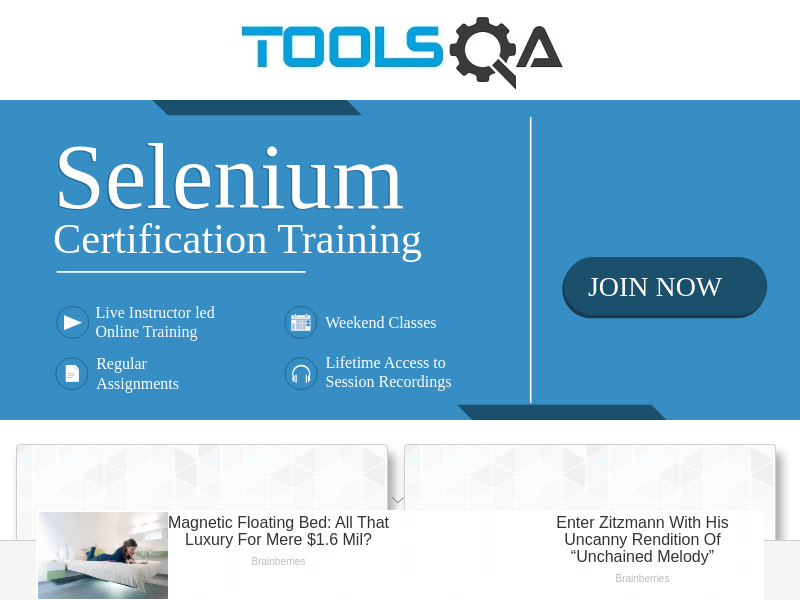 TOOLSQA
Selenium
Certification Training
Live Instructor led
Online Training
Weekend Classes
Regular
Assignments
Lifetime Access to
Session Recordings
JOIN NOW
Magnetic Floating Bed: All That
Luxury For Mere $1.6 Mil?
Brainberries
Enter Zitzmann With His
Uncanny Rendition Of
“Unchained Melody”
Brainberries